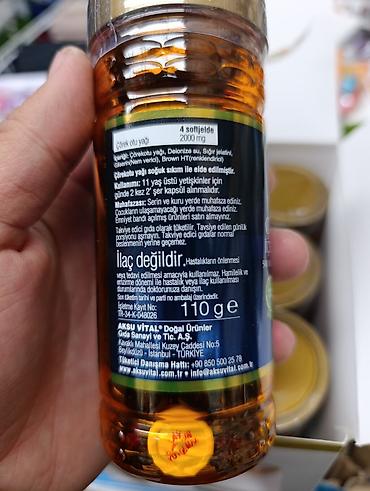 4 softjelde
Çörek otu yağı 2000 mg
İçeriği: Çörekotu yağı, Deionize su, Sığır jelatini,
Gliserin(Nem verici), Brown HT(renklendirici)
Çörekotu yağı soğuk sıkım ile elde edilmiştir.
Kullanımı: 11 yaş üstü yetişkinler için
günde 2 kez 2' şer kapsül alınmalıdır.
Muhafazası: Serin ve kuru yerde muhafaza ediniz.
Çocukların ulaşamayacağı yerde muhafaza ediniz.
Emniyet bandı açılmış ürünleri satın almayınız.
Takviye edici gıda olarak tüketilir. Tavsiye edilen günlük
porsiyonu aşmayın. Takviye edici gıdalar normal
beslenmenin yerine geçemez.
İlaç değildir. Hastalıkların önlenmesi
veya tedavi edilmesi amacıyla kullanılmaz. Hamilelik ve
emzirme dönemi ile hastalık veya ilaç kullanılması
durumlarında doktorunuza danışın.
Son tüketim tarihi ve parti no ambalaj üzerindedir.
İşletme Kayıt No:
TR-34-K-048026
110 g e
AKSU VİTAL® Doğal Ürünler
Gıda Sanayi ve Tic. A.Ş.
Kavaklı Mahallesi Kuzey Caddesi No:5
Beylikdüzü - İstanbul - TÜRKİYE
Tüketici Danışma Hattı: +90 850 500 25 78
www.aksuvital.com.tr • info@aksuvital.com.tr